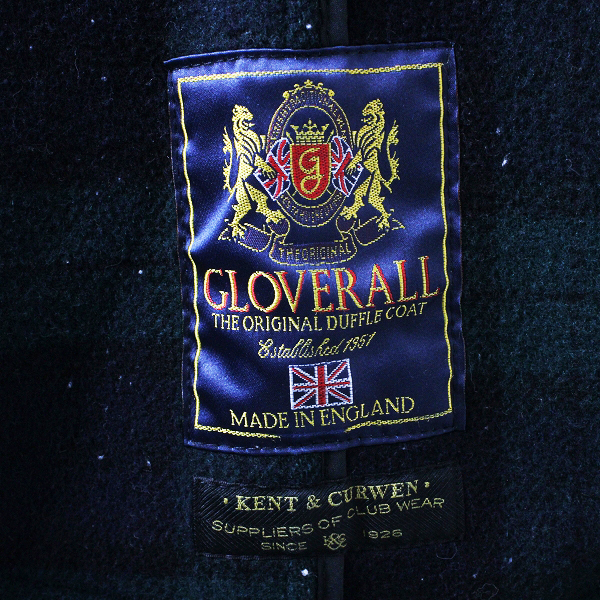 THE ORIGINAL
GLOVERALL
THE ORIGINAL DUFFLE COAT
Established 1951
MADE IN ENGLAND
· KENT & CURWEN ·
SUPPLIERS OF CLUB WEAR
SINCE K&C 1926